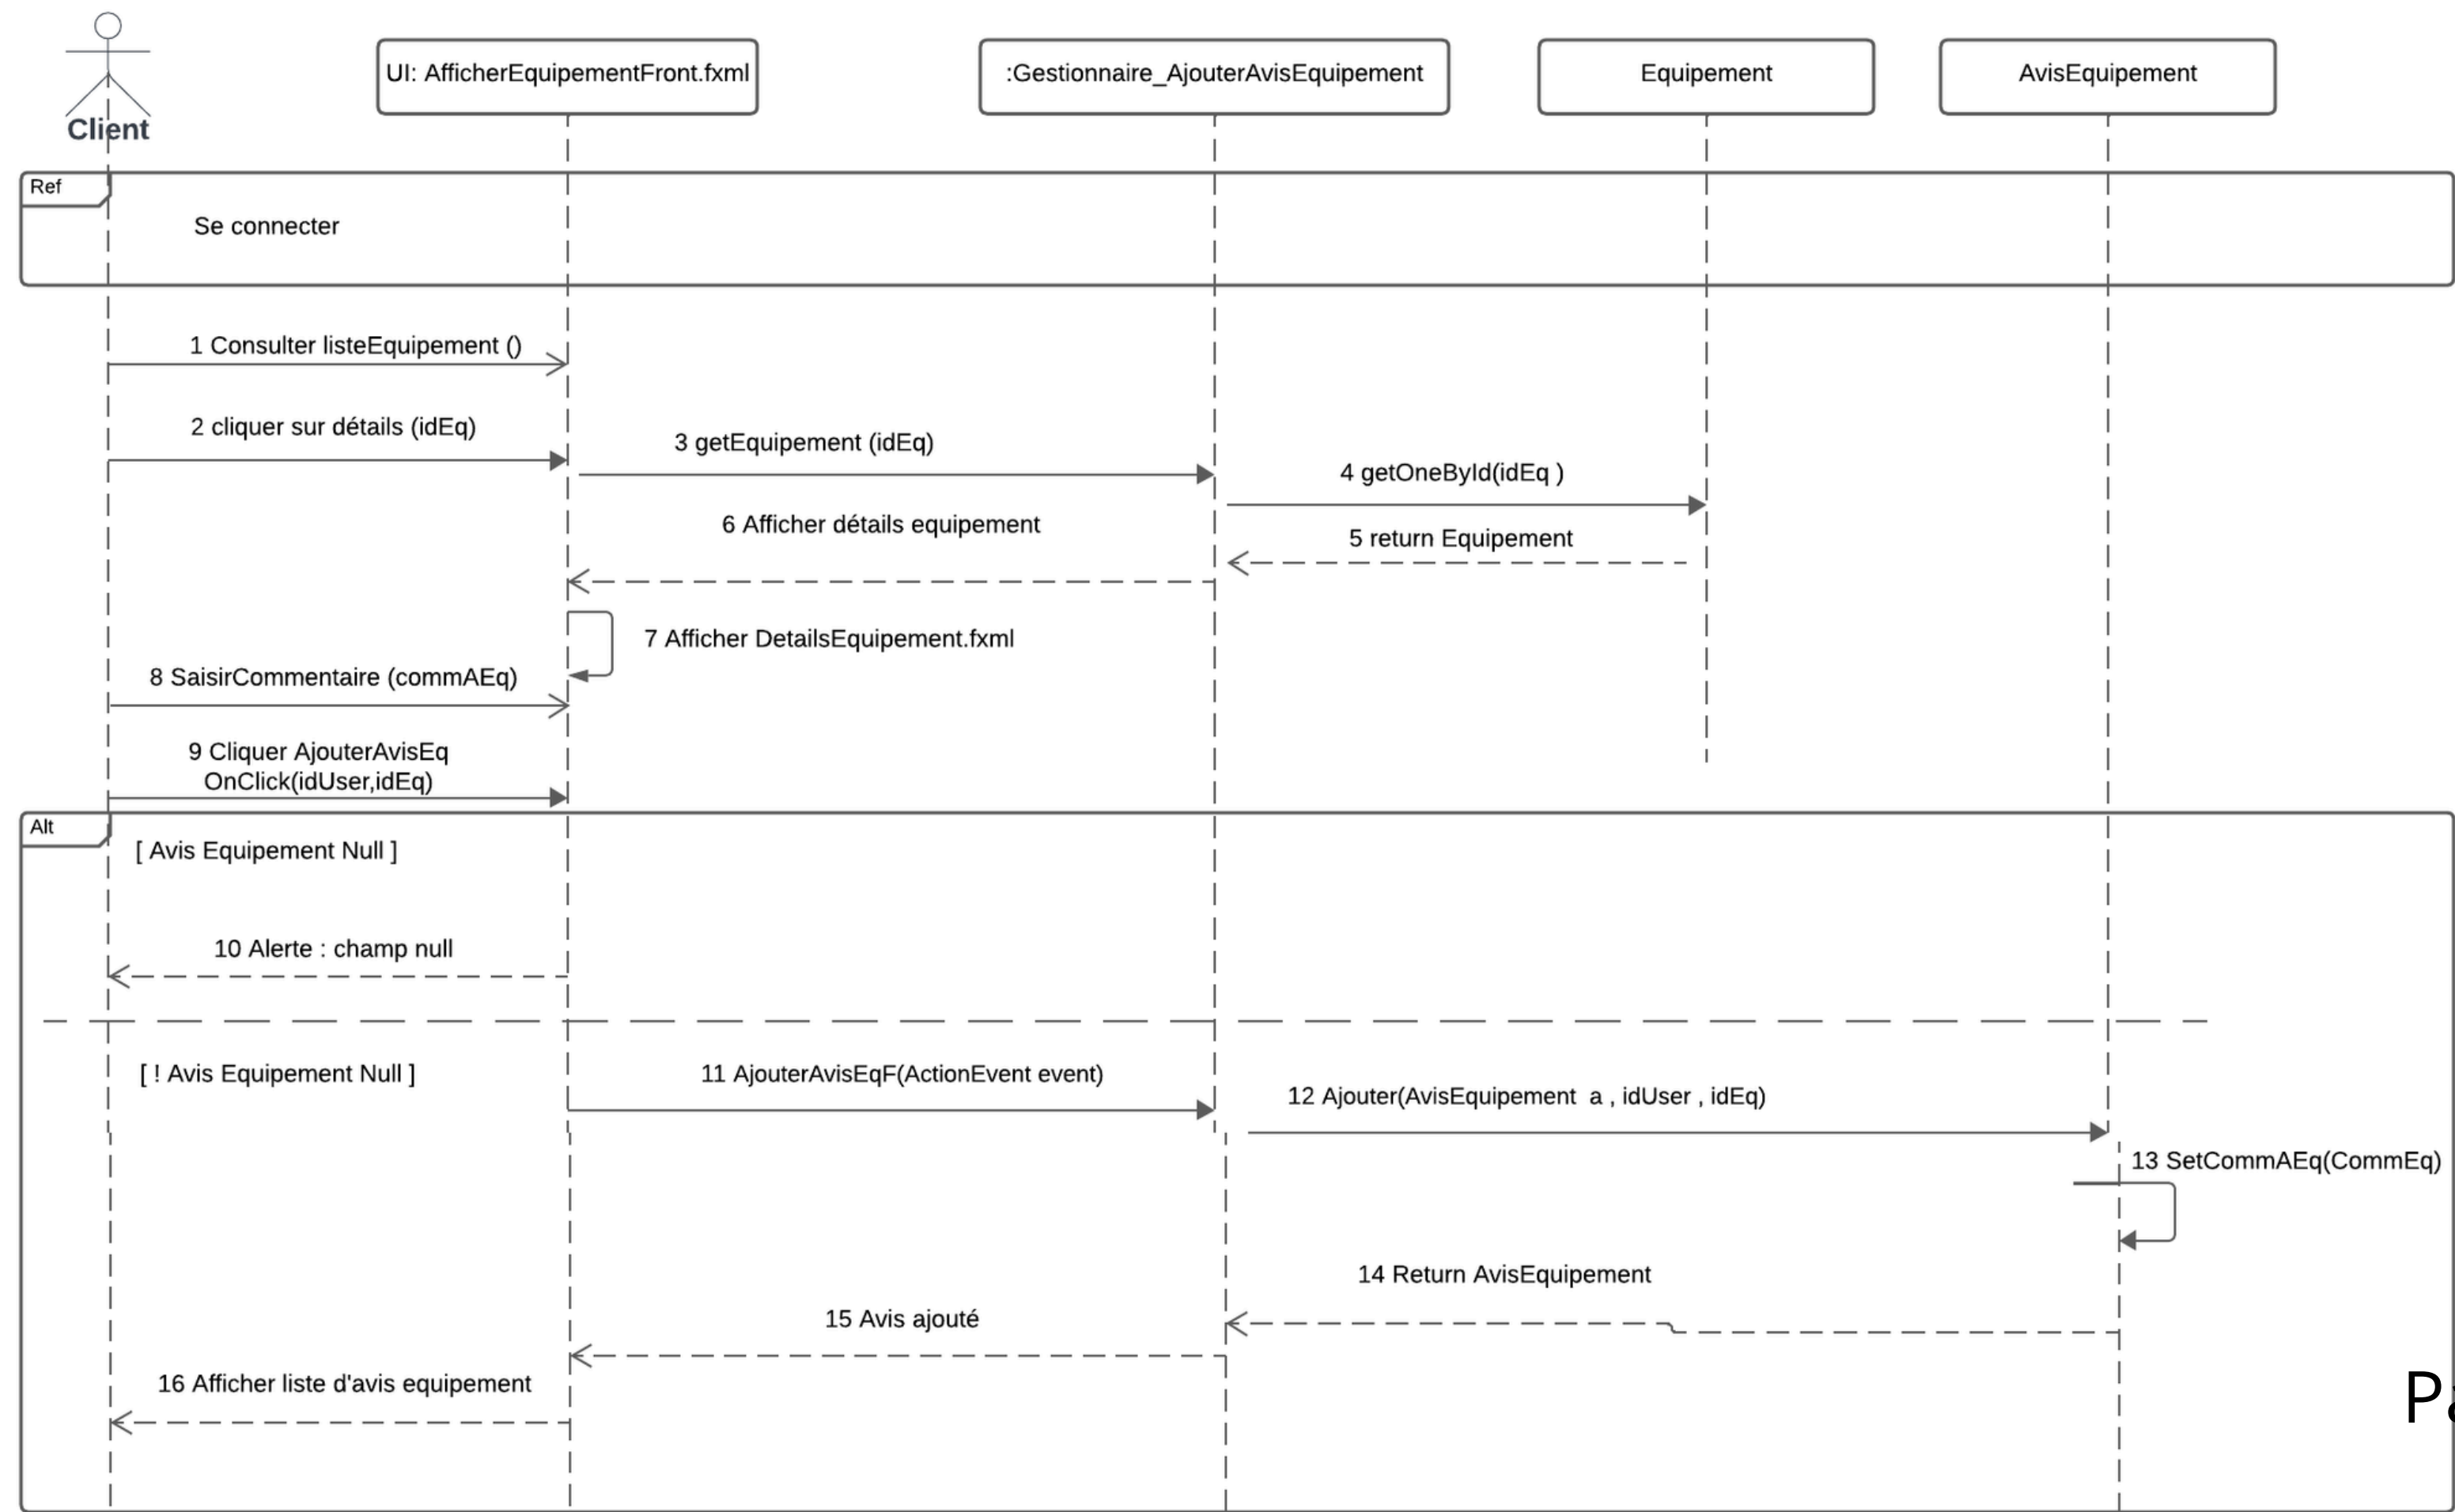 Client
UI: AfficherEquipementFront.fxml
:Gestionnaire_AjouterAvisEquipement
Equipement
AvisEquipement
Ref
Se connecter
1 Consulter listeEquipement ()
2 cliquer sur détails (idEq)
3 getEquipement (idEq)
4 getOneById(idEq )
6 Afficher détails equipement
5 return Equipement
7 Afficher DetailsEquipement.fxml
8 SaisirCommentaire (commAEq)
9 Cliquer AjouterAvisEq
OnClick(idUser,idEq)
Alt
[ Avis Equipement Null ]
10 Alerte : champ null
[ ! Avis Equipement Null ]
11 AjouterAvisEqF(ActionEvent event)
12 Ajouter(AvisEquipement  a , idUser , idEq)
13 SetCommAEq(CommEq)
14 Return AvisEquipement
15 Avis ajouté
16 Afficher liste d'avis equipement